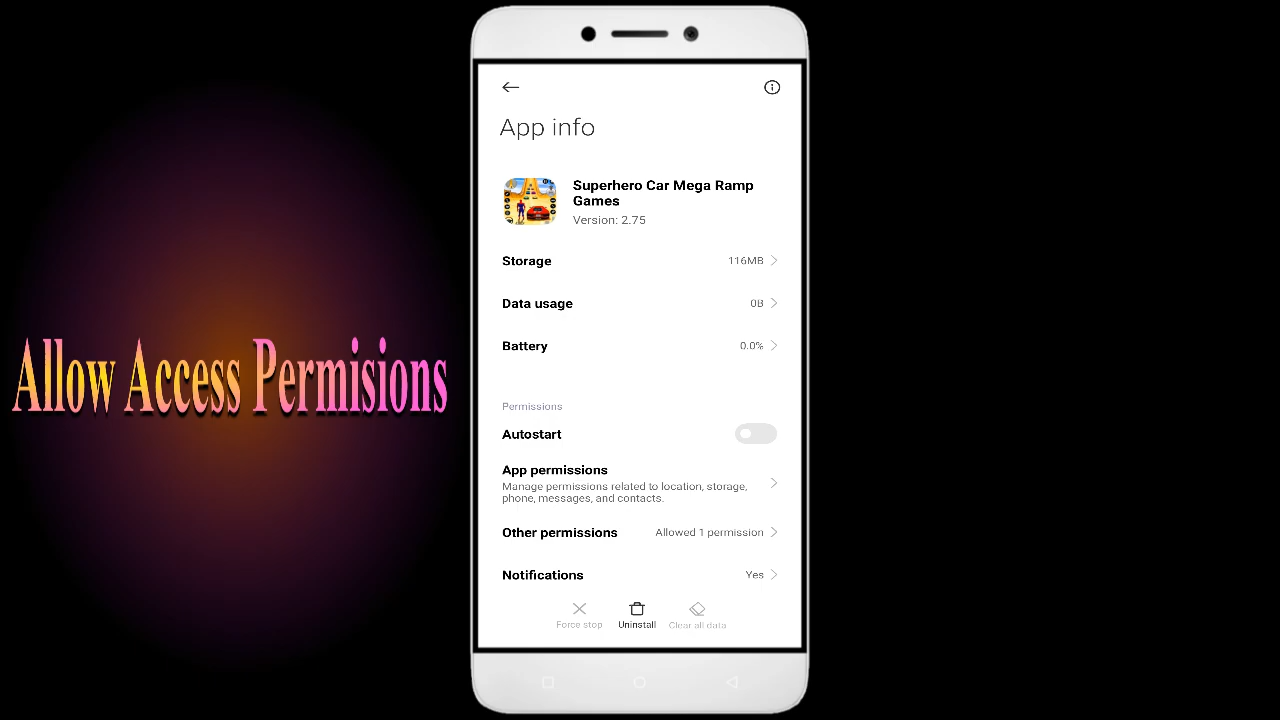 App info
Superhero Car Mega Ramp
Games
Version: 2.75
Storage 116MB
Data usage 0B
Battery 0.0%
Allow Access Permisions
Permissions
Autostart
App permissions
Manage permissions related to location, storage,
phone, messages, and contacts.
Other permissions Allowed 1 permission
Notifications Yes
Force stop Uninstall Clear all data